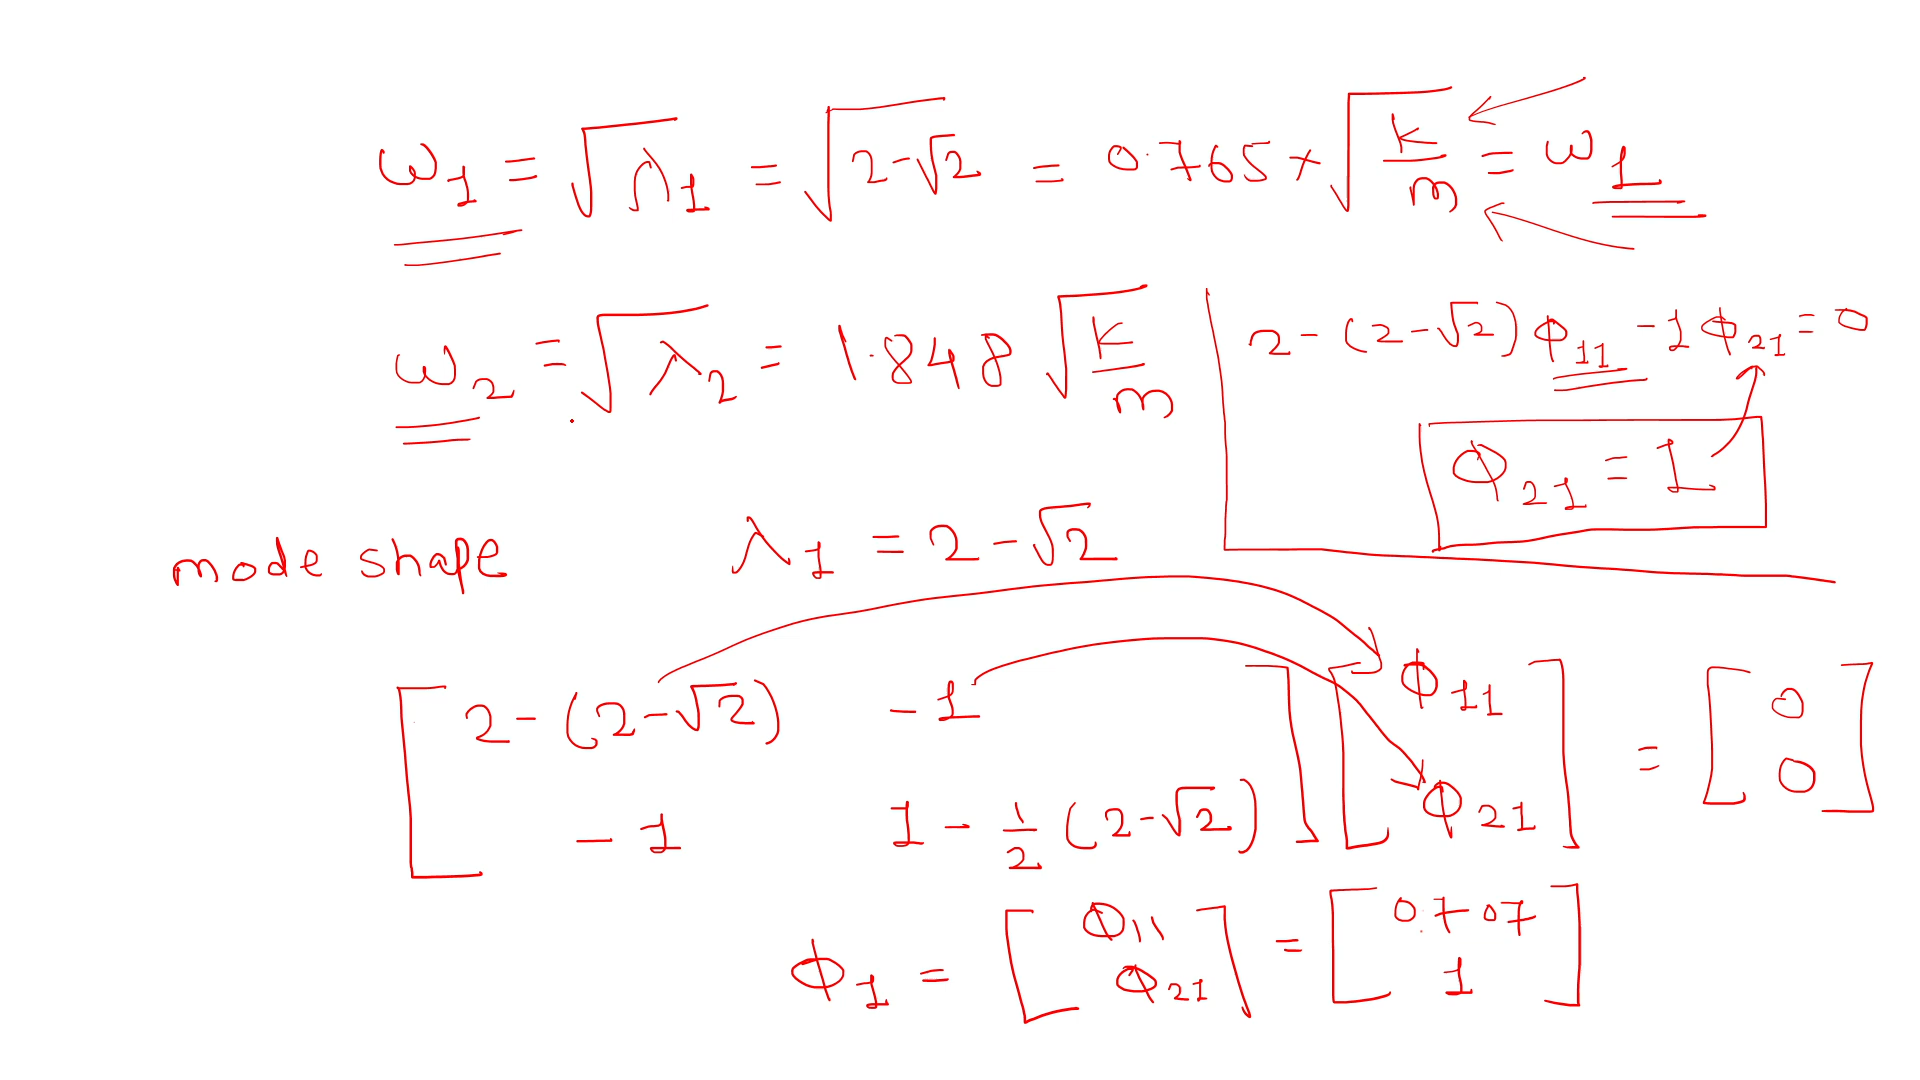 ω₁ = √λ₁ = √(2-√2) = 0.765 × √(k/m) = ω₁
ω₂ = √λ₂ = 1.848 √(k/m)
2-(2-√2) Φ₁₁ - 1 Φ₂₁ = 0
Φ₂₁ = 1
mode shape λ₁ = 2-√2
[2-(2-√2) -1] [Φ₁₁] = [0]
[-1 1 - 1/2 (2-√2)] [Φ₂₁] [0]
Φ₁ = [Φ₁₁ Φ₂₁] = [0.707 1]